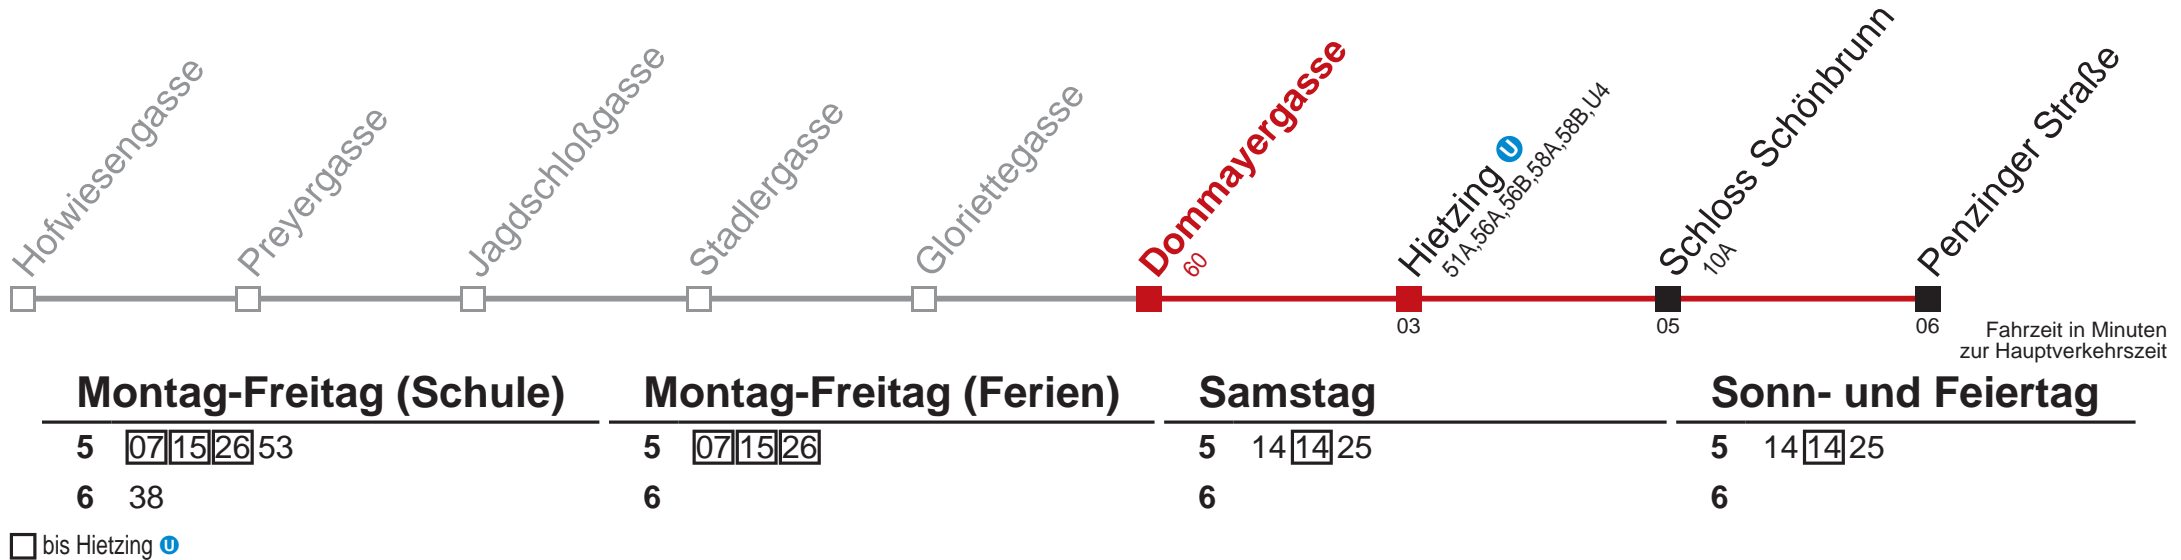 Hofwiesengasse
Preyergasse
Jagdschloßgasse
Stadlergasse
Gloriettegasse
Dommayergasse
60
Hietzing U
51A,56A,56B,58A,58B,U4
Schloss Schönbrunn
10A
Penzinger Straße
03 05 06
Fahrzeit in Minuten
zur Hauptverkehrszeit
Montag-Freitag (Schule) Montag-Freitag (Ferien) Samstag Sonn- und Feiertag
5 07 15 26 53 5 07 15 26 5 14 14 25 5 14 14 25
6 38 6 6 6
bis Hietzing U